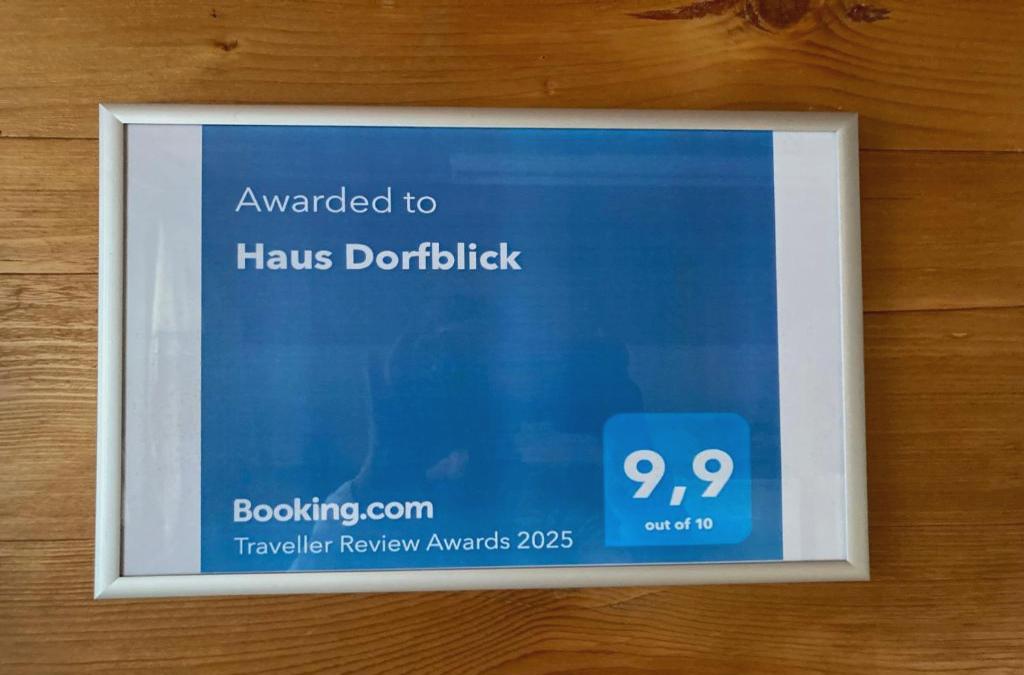 Awarded to
Haus Dorfblick
9,9
out of 10
Booking.com
Traveller Review Awards 2025